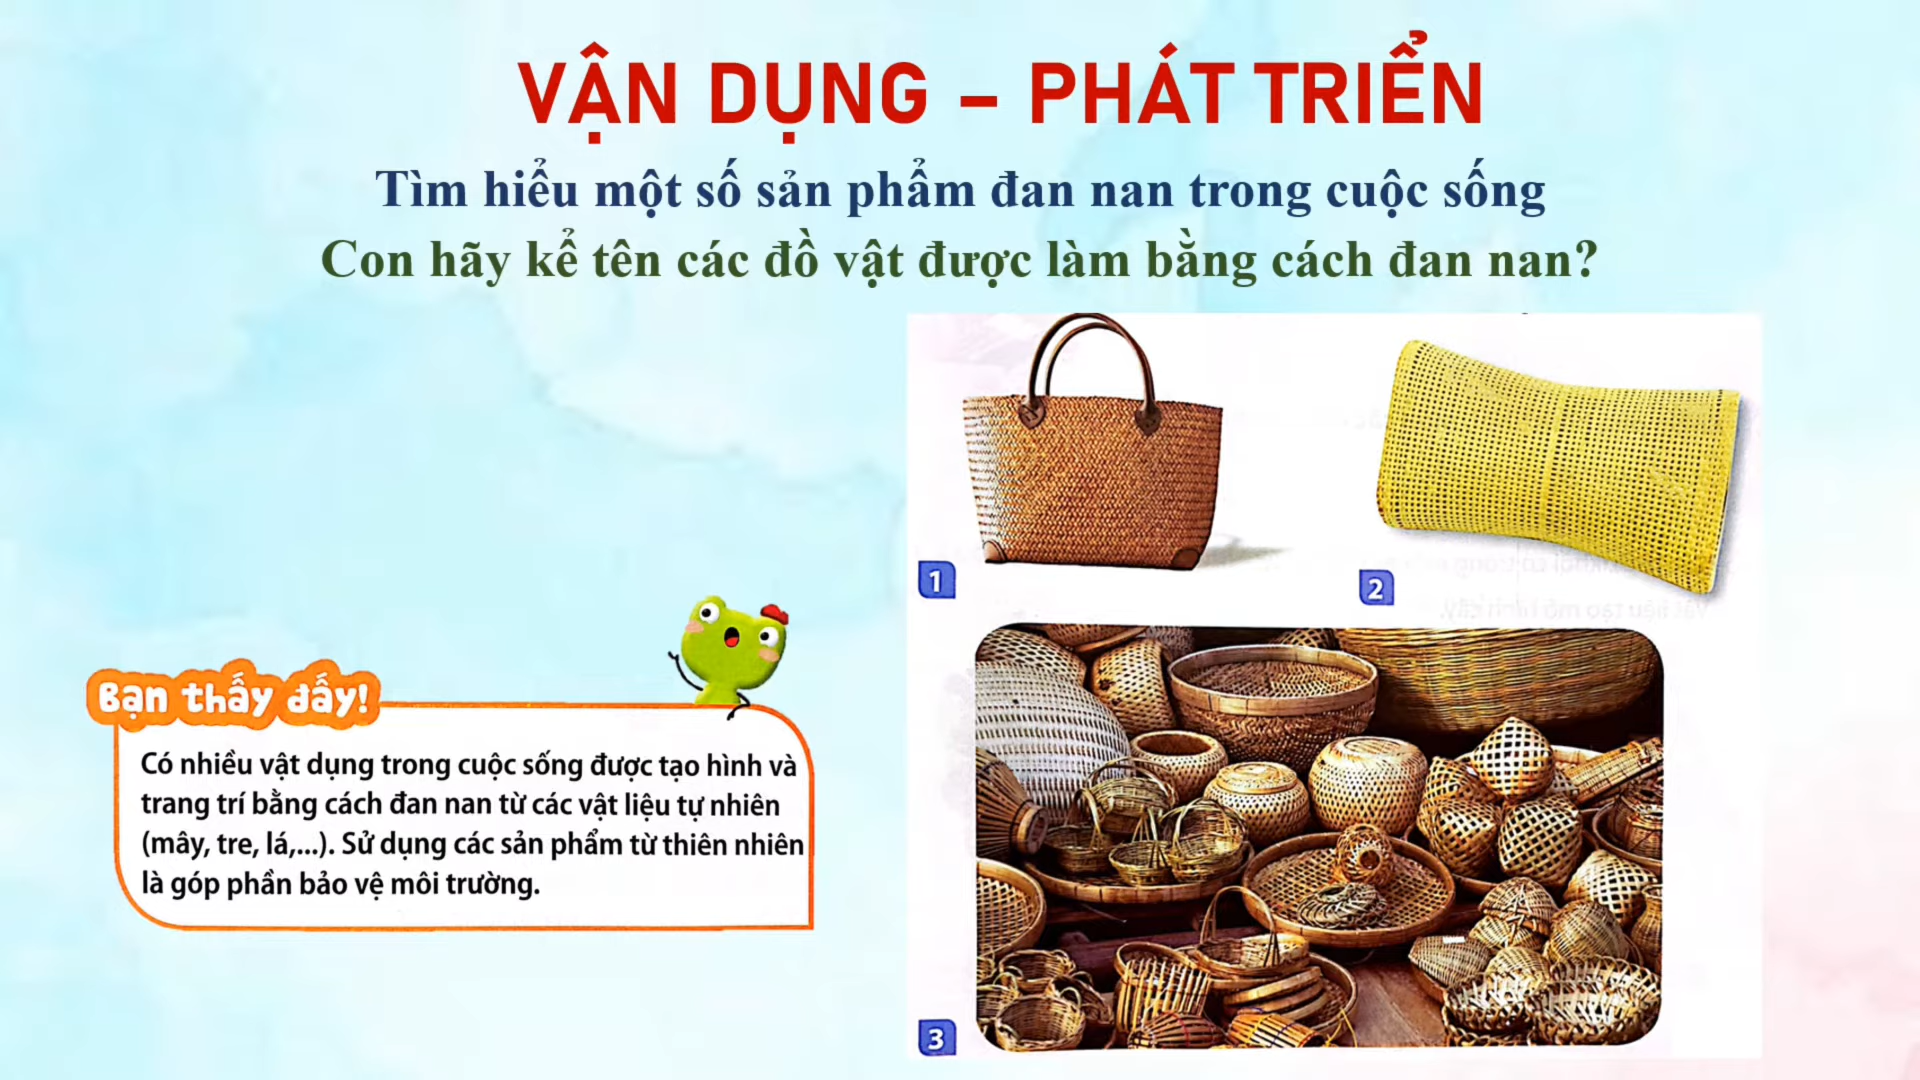 VẬN DỤNG – PHÁT TRIỂN
Tìm hiểu một số sản phẩm đan nan trong cuộc sống
Con hãy kể tên các đồ vật được làm bằng cách đan nan?
1
2
Bạn thấy đấy!
Có nhiều vật dụng trong cuộc sống được tạo hình và
trang trí bằng cách đan nan từ các vật liệu tự nhiên
(mây, tre, lá,...). Sử dụng các sản phẩm từ thiên nhiên
là góp phần bảo vệ môi trường.
3